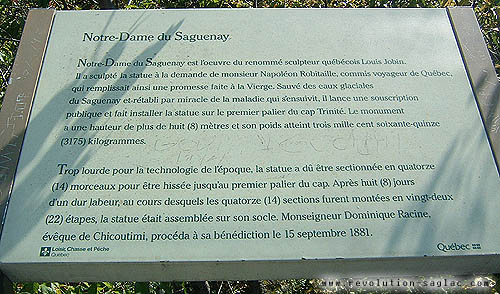 Notre-Dame du Saguenay
Notre-Dame du Saguenay est l'oeuvre du renommé sculpteur québécois Louis Jobin.
Il a sculpté la statue à la demande de monsieur Napoléon Robitaille, commis voyageur de Québec,
qui remplissait ainsi une promesse faite à la Vierge. Sauvé des eaux glaciales
du Saguenay et rétabli par miracle de la maladie qui s'ensuivit, il lance une souscription
publique et fait installer la statue sur le premier palier du cap Trinité. Le monument
a une hauteur de plus de huit (8) mètres et son poids atteint trois mille cent soixante-quinze
(3175) kilogrammes.
Trop lourde pour la technologie de l'époque, la statue a dû être sectionnée en quatorze
(14) morceaux pour être hissée jusqu'au premier palier du cap. Après huit (8) jours
d'un dur labeur, au cours desquels les quatorze (14) sections furent montées en vingt-deux
(22) étapes, la statue était assemblée sur son socle. Monseigneur Dominique Racine,
évêque de Chicoutimi, procéda à sa bénédiction le 15 septembre 1881.
Loisir, Chasse et Pêche
Québec
Québec
www.revolution-saglac.com